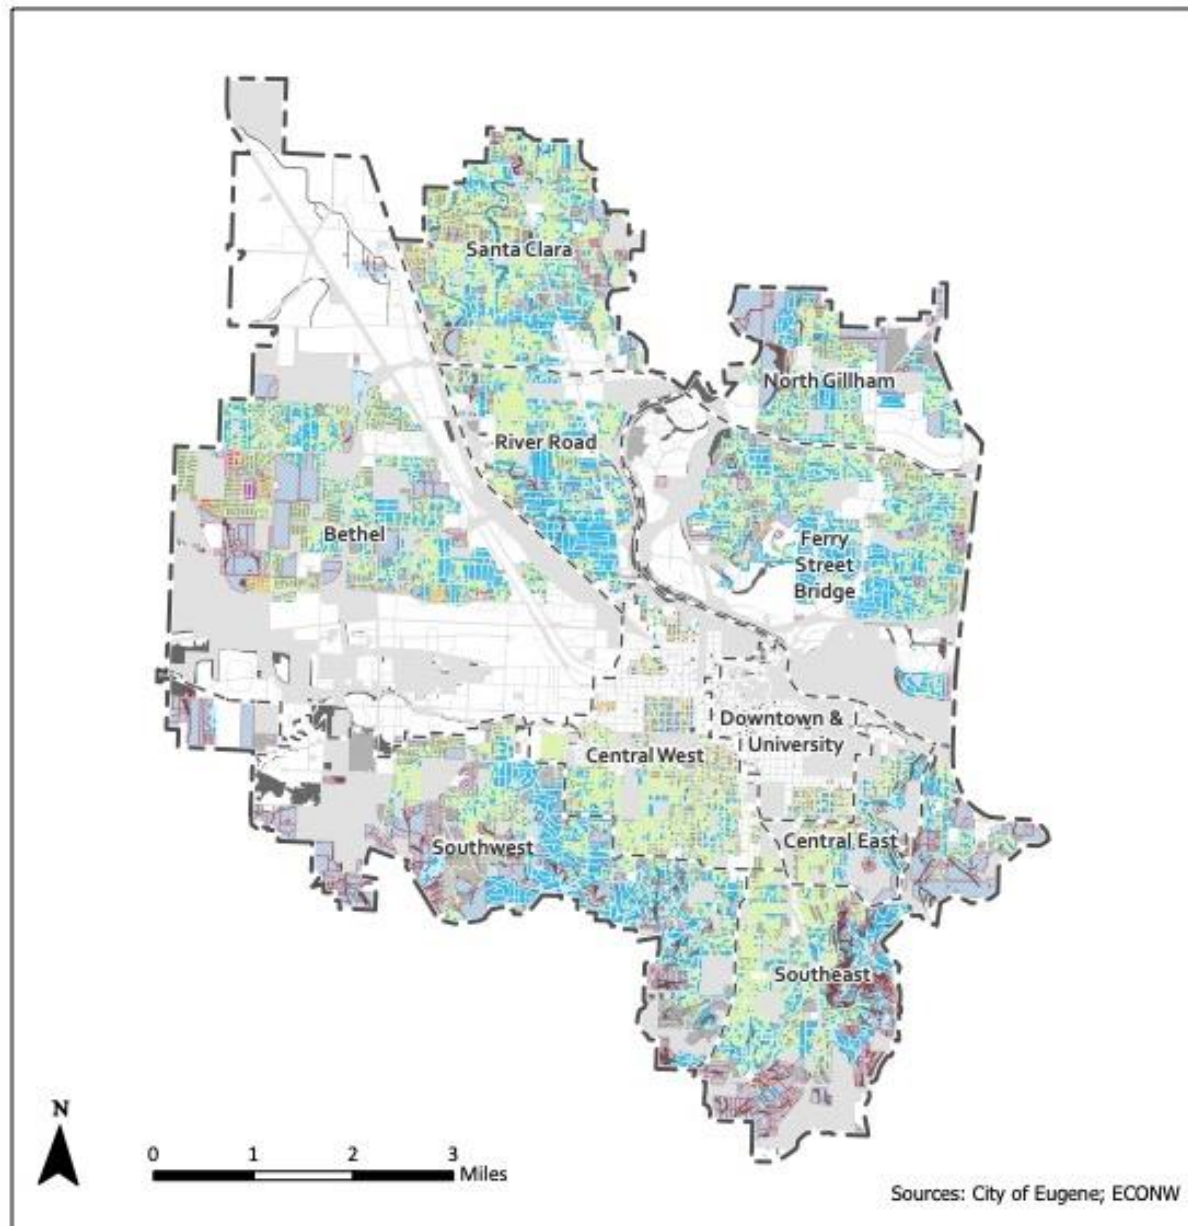 Santa Clara
North Gillham
River Road
Bethel
Ferry
Street
Bridge
Downtown &
University
Central West
Central East
Southwest
Southeast
N
0 1 2 3
Miles
Sources: City of Eugene; ECONW